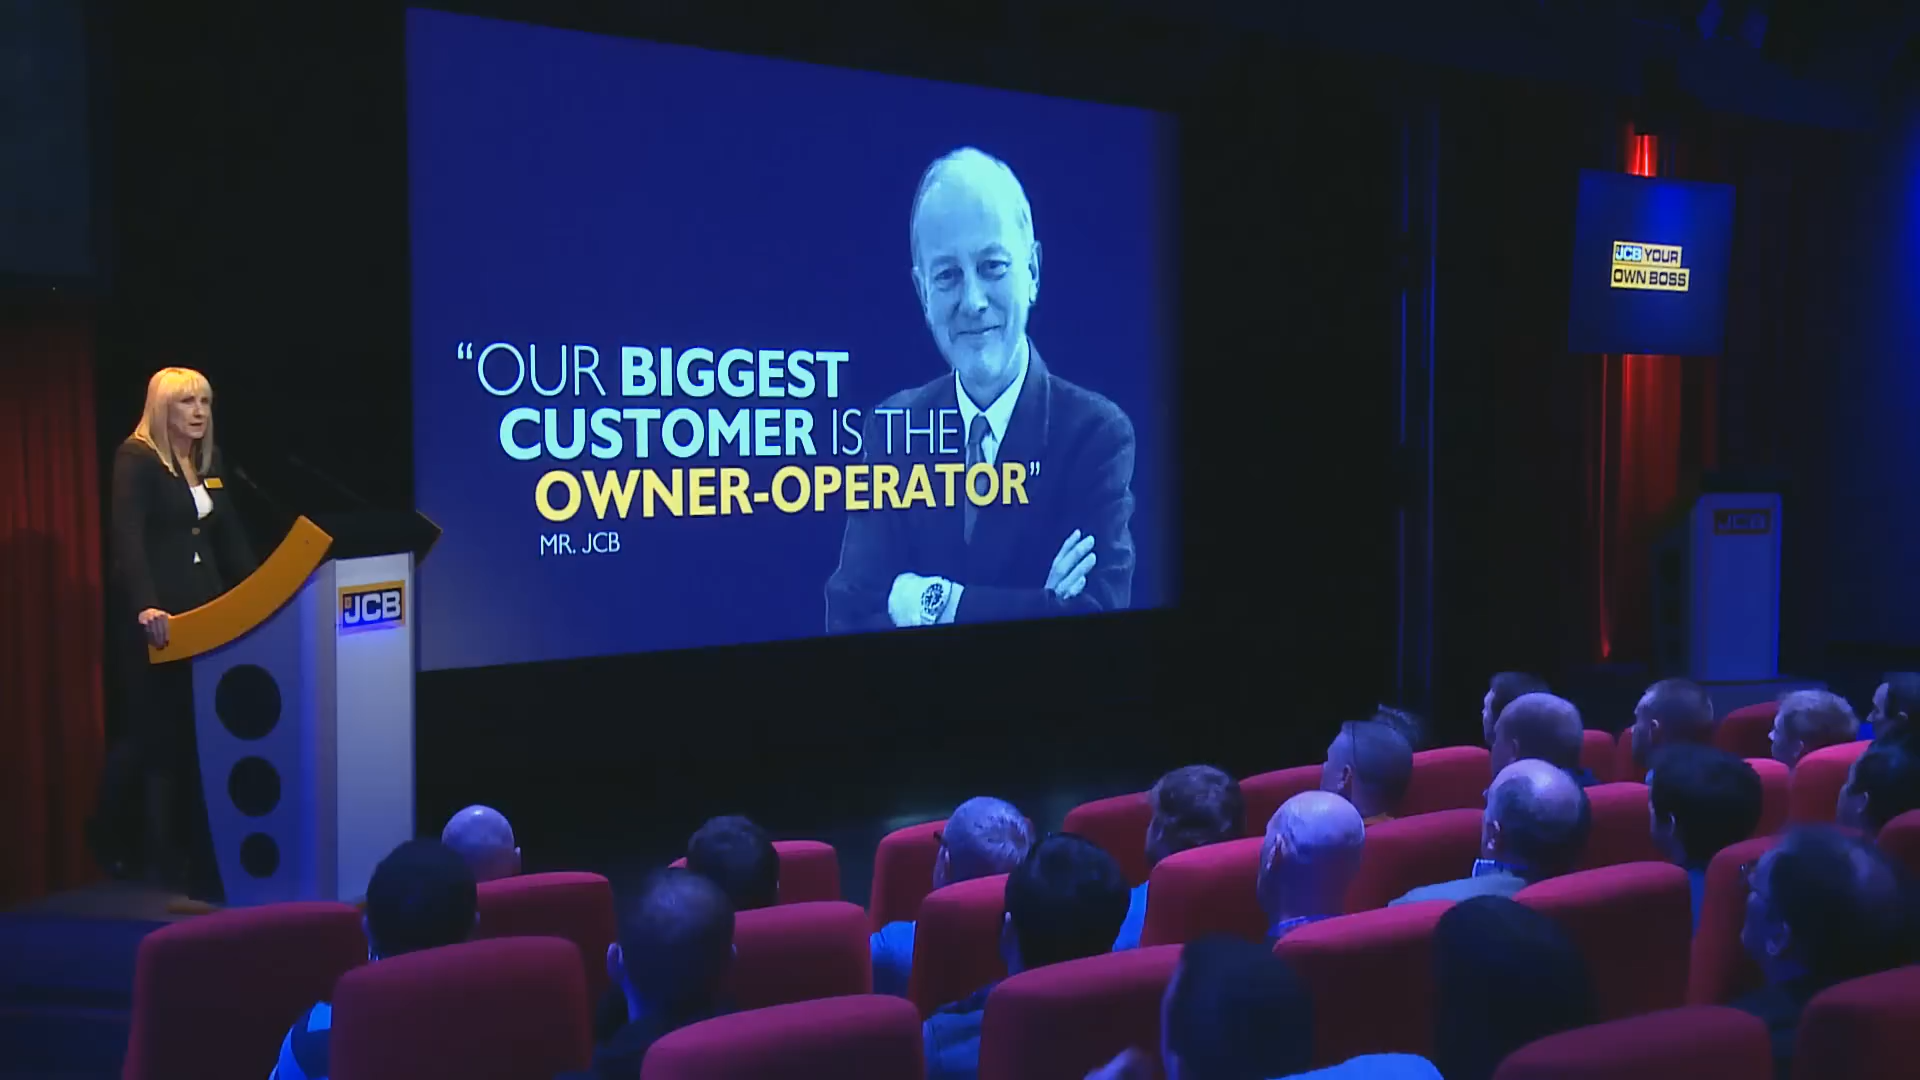 “OUR BIGGEST
CUSTOMER IS THE
OWNER-OPERATOR”
MR. JCB
JCB
JCB YOUR
OWN BOSS
JCB